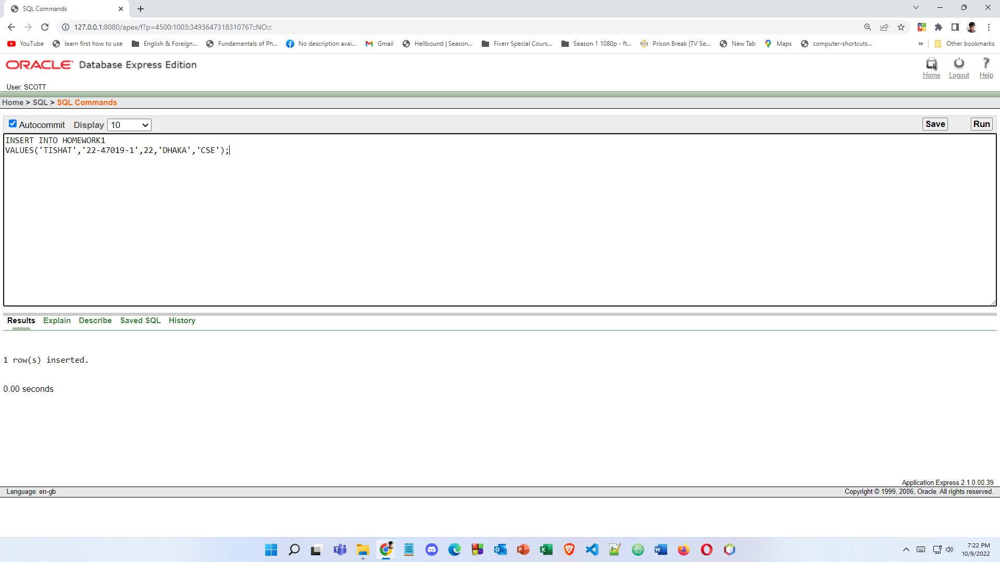 SQL Commands
127.0.0.1:8080/apex/f?p=4500:1003:3493647318310767::NO:::
YouTube learn first how to use English & Foreign... Fundamentals of Ph... No description avai... Gmail Hellbound | Season... Fiverr Special Cours... Season 1 1080p - ft... Prison Break (TV Se... New Tab Maps computer-shortcuts... » Other bookmarks
ORACLE Database Express Edition
Home Logout Help
User: SCOTT
Home > SQL > SQL Commands
Autocommit Display 10 Save Run
INSERT INTO HOMEWORK1
VALUES('TISHAT','22-47019-1',22,'DHAKA','CSE');
Results Explain Describe Saved SQL History
1 row(s) inserted.
0.00 seconds
Application Express 2.1.0.00.39
Language: en-gb Copyright © 1999, 2006, Oracle. All rights reserved.
7:22 PM
10/9/2022